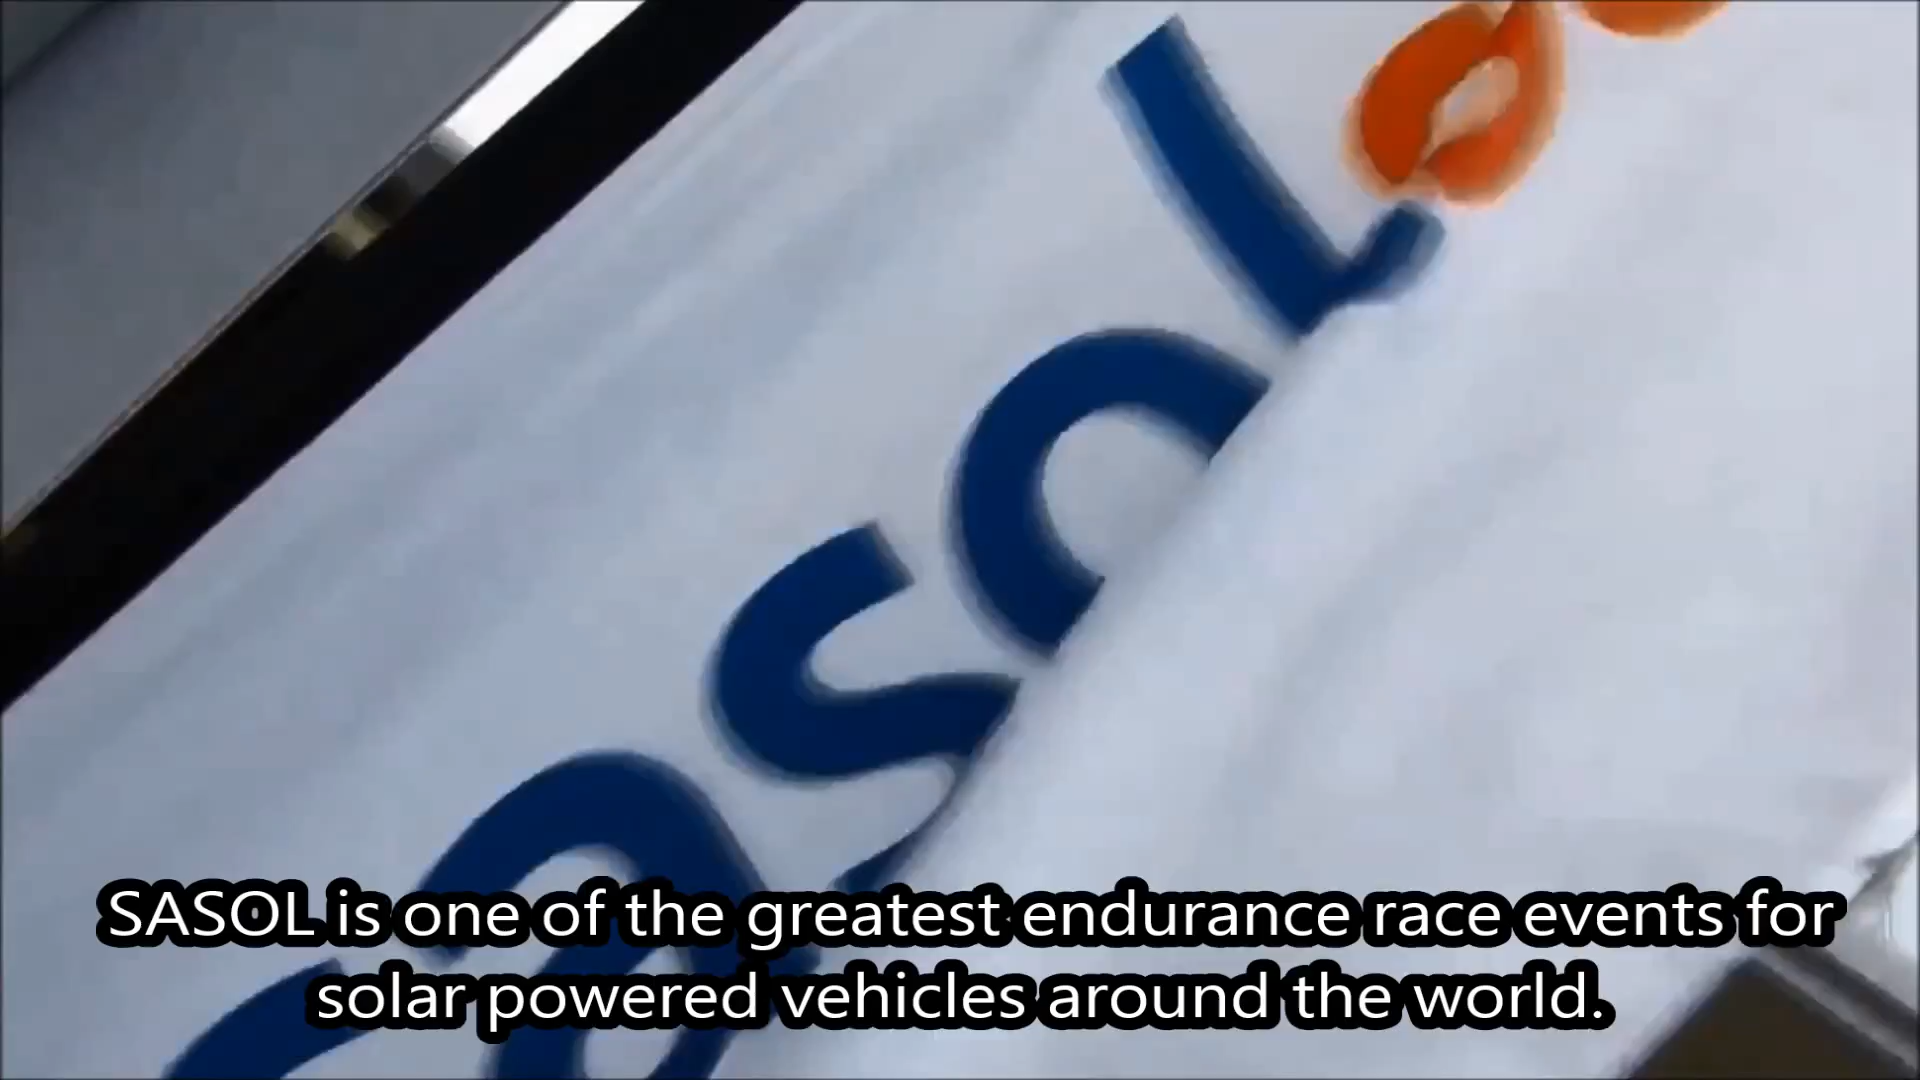 sasol
SASOL is one of the greatest endurance race events for
solar powered vehicles around the world.